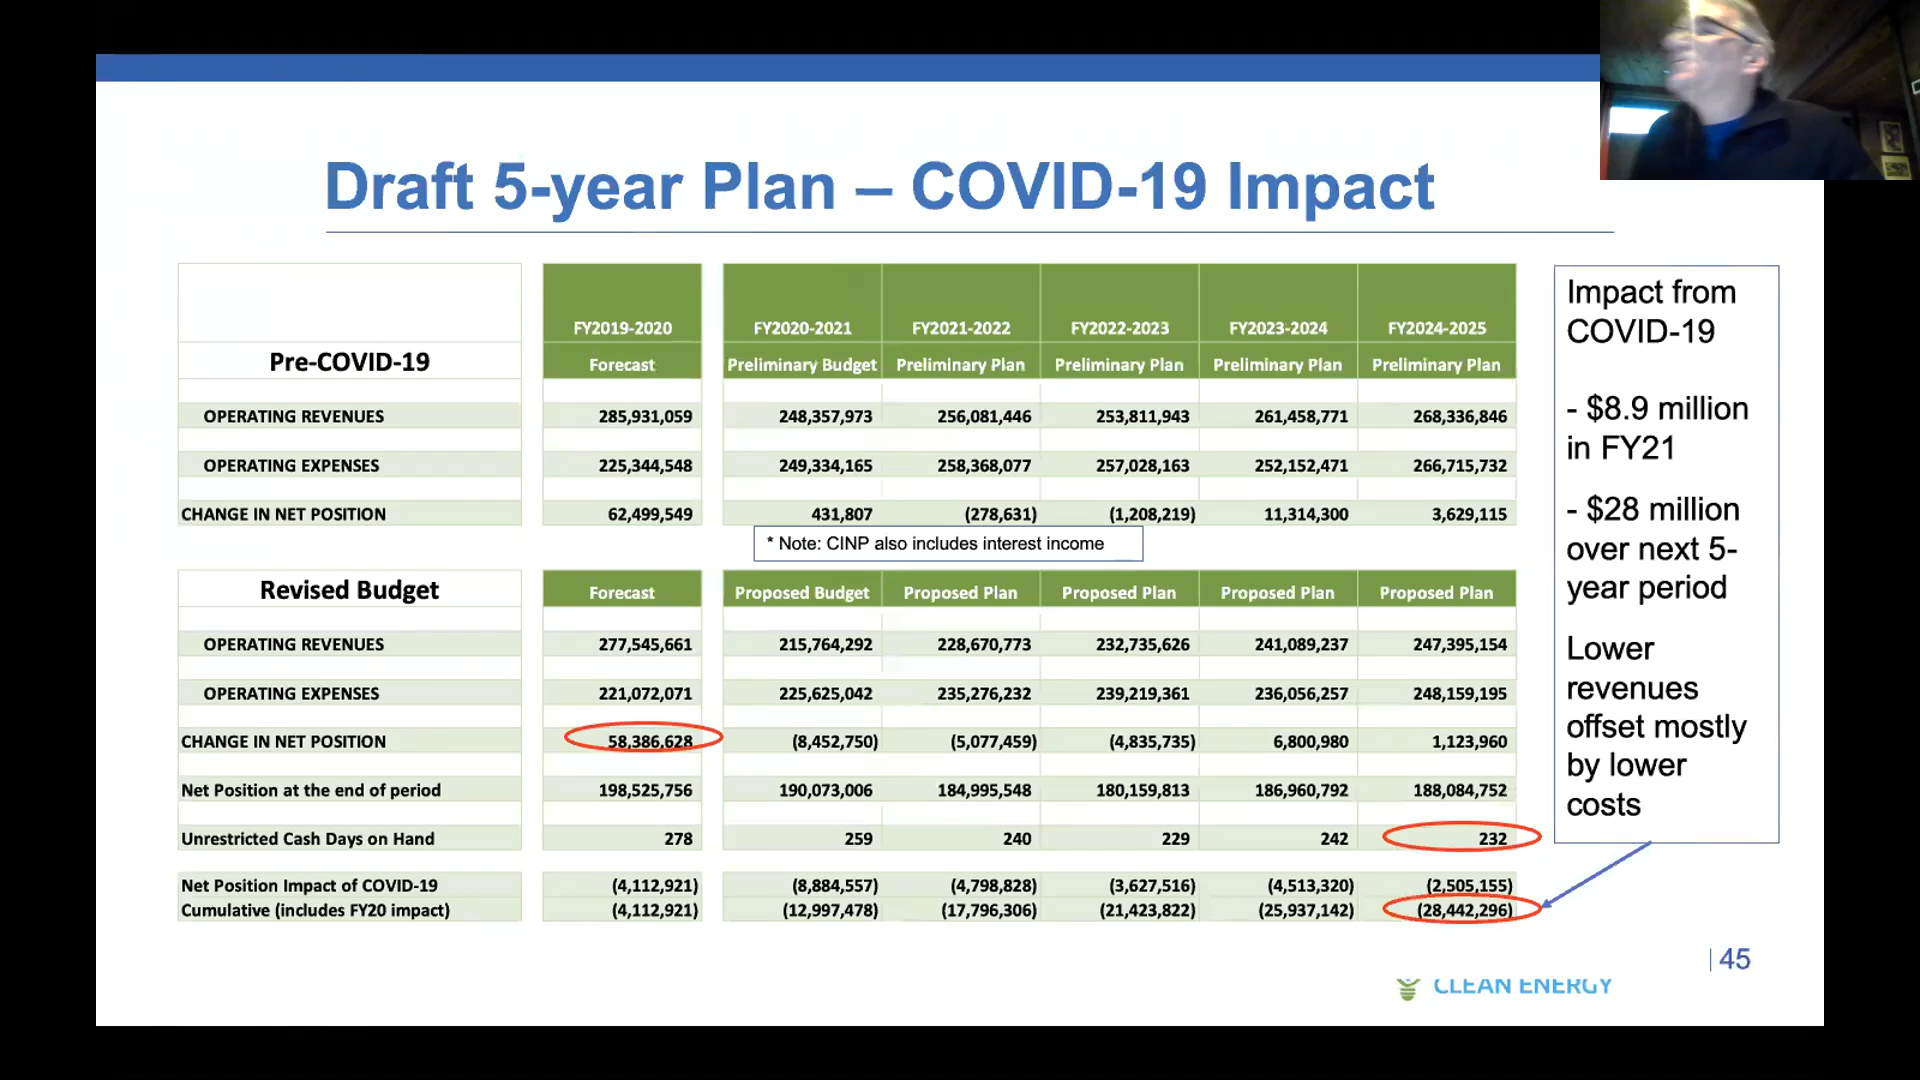 Draft 5-year Plan – COVID-19 Impact
FY2019-2020 FY2020-2021 FY2021-2022 FY2022-2023 FY2023-2024 FY2024-2025
Pre-COVID-19 Forecast Preliminary Budget Preliminary Plan Preliminary Plan Preliminary Plan Preliminary Plan
OPERATING REVENUES 285,931,059 248,357,973 256,081,446 253,811,943 261,458,771 268,336,846
OPERATING EXPENSES 225,344,548 249,334,165 258,368,077 257,028,163 252,152,471 266,715,732
CHANGE IN NET POSITION 62,499,549 431,807 (278,631) (1,208,219) 11,314,300 3,629,115
* Note: CINP also includes interest income
Revised Budget Forecast Proposed Budget Proposed Plan Proposed Plan Proposed Plan Proposed Plan
OPERATING REVENUES 277,545,661 215,764,292 228,670,773 232,735,626 241,089,237 247,395,154
OPERATING EXPENSES 221,072,071 225,625,042 235,276,232 239,219,361 236,056,257 248,159,195
CHANGE IN NET POSITION 58,386,628 (8,452,750) (5,077,459) (4,835,735) 6,800,980 1,123,960
Net Position at the end of period 198,525,756 190,073,006 184,995,548 180,159,813 186,960,792 188,084,752
Unrestricted Cash Days on Hand 278 259 240 229 242 232
Net Position Impact of COVID-19 (4,112,921) (8,884,557) (4,798,828) (3,627,516) (4,513,320) (2,505,155)
Cumulative (includes FY20 impact) (4,112,921) (12,997,478) (17,796,306) (21,423,822) (25,937,142) (28,442,296)
Impact from
COVID-19
- $8.9 million
in FY21
- $28 million
over next 5-
year period
Lower
revenues
offset mostly
by lower
costs
45
CLEAN ENERGY